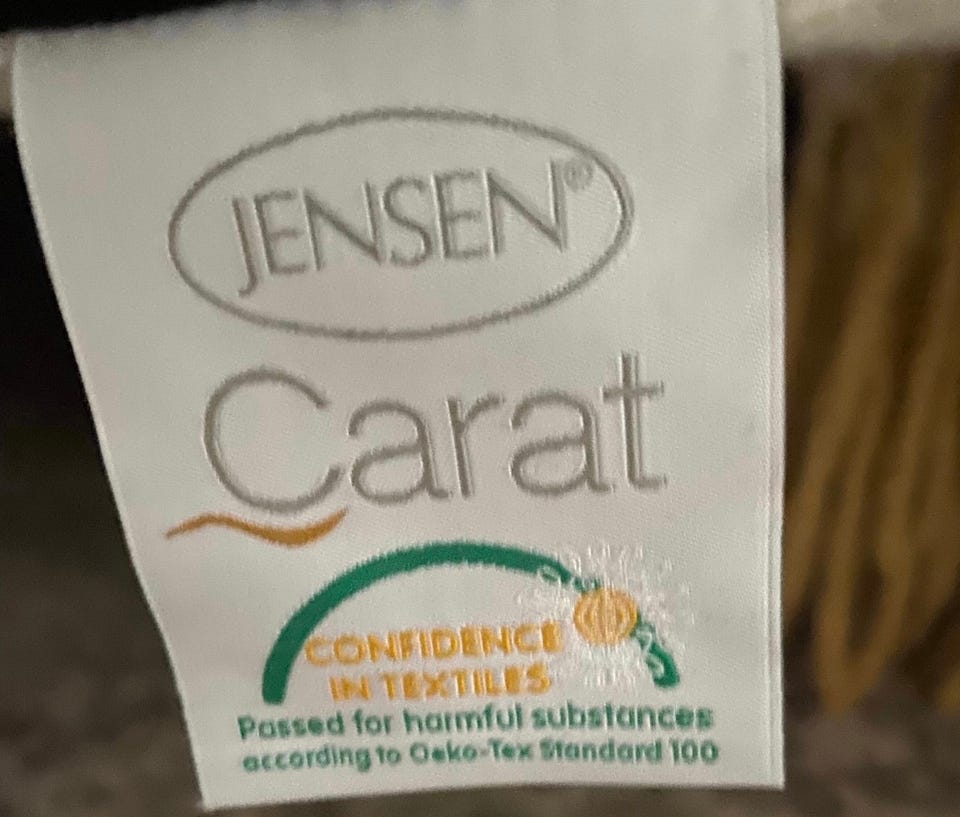 JENSEN®
Carat
CONFIDENCE
IN TEXTILES
Passed for harmful substances
according to Oeko-Tex Standard 100